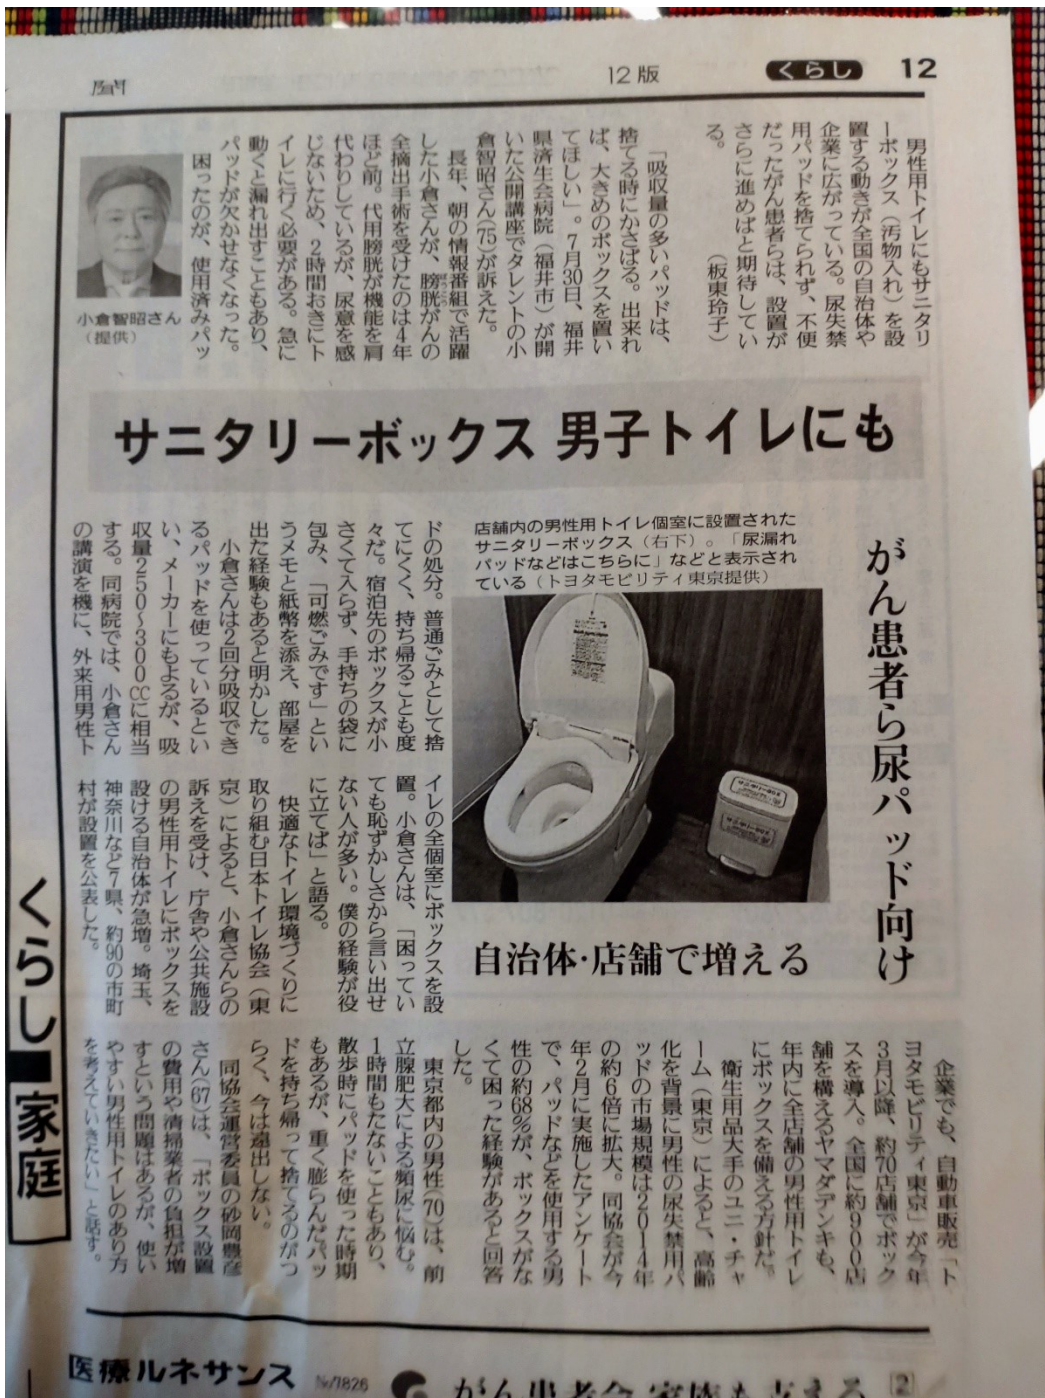 聞
12版
くらし
12
男性用トイレにもサニタリ
ーボックス（汚物入れ）を設
置する動きが全国の自治体や
企業に広がっている。尿失禁
用パッドを捨てられず、不便
だったがん患者らは、設置が
さらに進めばと期待してい
る。
（板東玲子）
「吸収量の多いパッドは、
捨てる時にかさばる。出来れ
ば、大きめのボックスを置い
てほしい」。7月30日、福井
県済生会病院（福井市）が開
いた公開講座でタレントの小
倉智昭さん(75)が訴えた。
長年、朝の情報番組で活躍
した小倉さんが、膀胱がんの
全摘出手術を受けたのは4年
ほど前。代用膀胱が機能を肩
代わりしているが、尿意を感
じないため、2時間おきにト
イレに行く必要がある。急に
動くと漏れ出すこともあり、
パッドが欠かせなくなった。
困ったのが、使用済みパッ
小倉智昭さん
（提供）
サニタリーボックス 男子トイレにも
がん患者ら尿パッド向け
店舗内の男性用トイレ個室に設置された
サニタリーボックス（右下）。「尿漏れ
パッドなどはこちらに」などと表示され
ている（トヨタモビリティ東京提供）
自治体・店舗で増える
ドの処分。普通ごみとして捨
てにくく、持ち帰ることも度
々だ。宿泊先のボックスが小
さくて入らず、手持ちの袋に
包み、「可燃ごみです」とい
うメモと紙幣を添え、部屋を
出た経験もあると明かした。
小倉さんは2回分吸収でき
るパッドを使っているとい
い、メーカーにもよるが、吸
収量250～300ccに相当
する。同病院では、小倉さん
の講演を機に、外来用男性ト
イレの全個室にボックスを設
置。小倉さんは、「困ってい
ても恥ずかしさから言い出せ
ない人が多い。僕の経験が役
に立てば」と語る。
快適なトイレ環境づくりに
取り組む日本トイレ協会（東
京）によると、小倉さんらの
訴えを受け、庁舎や公共施設
の男性用トイレにボックスを
設ける自治体が急増。埼玉、
神奈川など7県、約90の市町
村が設置を公表した。
企業でも、自動車販売「ト
ヨタモビリティ東京」が今年
3月以降、約70店舗でボック
スを導入。全国に約900店
舗を構えるヤマダデンキも、
年内に全店舗の男性用トイレ
にボックスを備える方針だ。
衛生用品大手のユニ・チャ
ーム（東京）によると、高齢
化を背景に男性の尿失禁用パ
ッドの市場規模は2014年
の約6倍に拡大。同協会が今
年2月に実施したアンケート
で、パッドなどを使用する男
性の約68％が、ボックスがな
くて困った経験があると回答
した。
東京都内の男性(70)は、前
立腺肥大による頻尿に悩む。
1時間もたないこともあり、
散歩時にパッドを使った時期
もあるが、重く膨らんだパッ
ドを持ち帰って捨てるのがつ
らく、今は遠出しない。
同協会運営委員の砂岡豊彦
さん(67)は、「ボックス設置
の費用や清掃業者の負担が増
すという問題はあるが、使い
やすい男性用トイレのあり方
を考えていきたい」と話す。
くらし 家庭
医療ルネサンス
No.7826
がん患者会 家族も支える
2